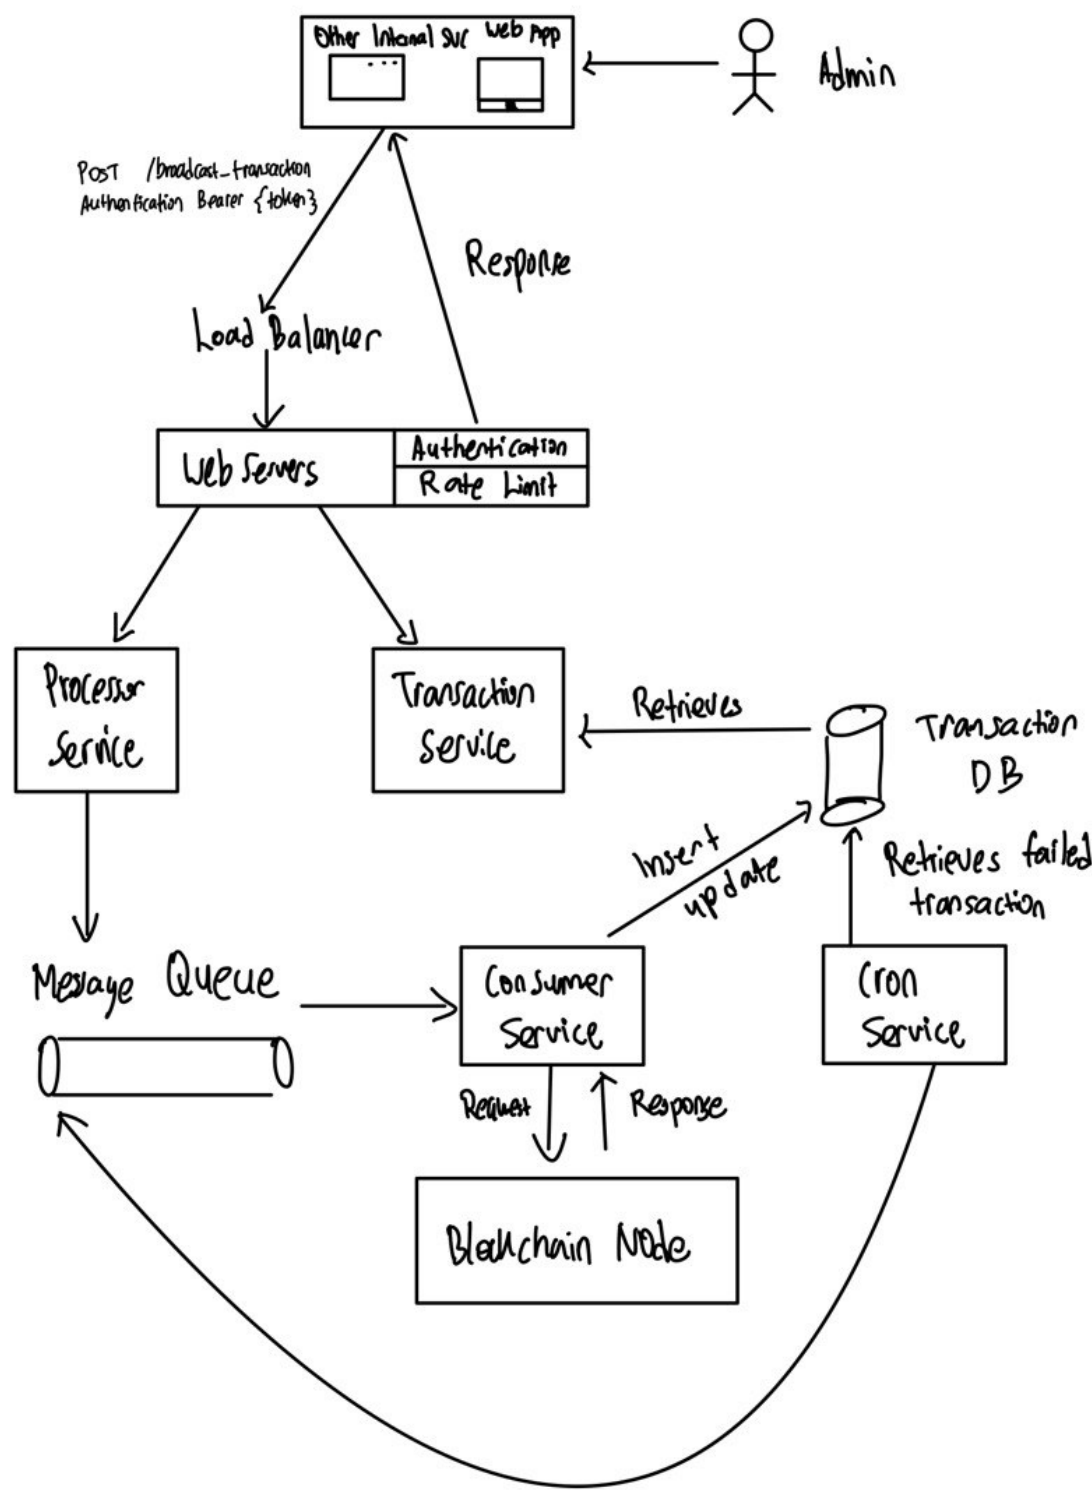 Other Internal SVC Web App
Admin
POST /broadcast_transaction
Authentication Bearer {token}
Response
Load Balancer
Web Servers
Authentication
Rate Limit
Processor
Service
Transaction
Service
Retrieves
Transaction
DB
Insert
update
Retrieves failed
transaction
Message Queue
Consumer
Service
Cron
Service
Request
Response
Blockchain Node